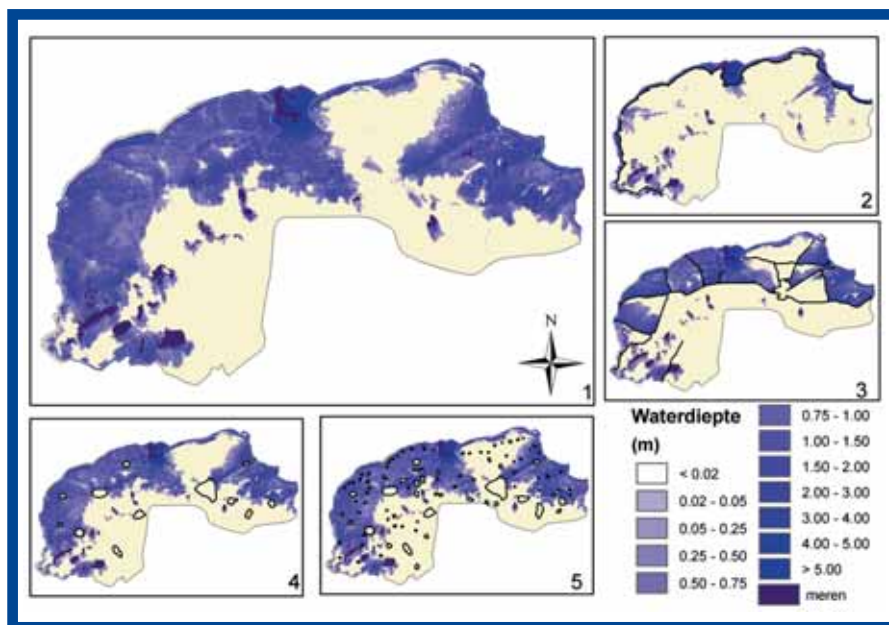 N
1
2
3
4
5
Waterdiepte
(m)
< 0.02
0.02 - 0.05
0.05 - 0.25
0.25 - 0.50
0.50 - 0.75
0.75 - 1.00
1.00 - 1.50
1.50 - 2.00
2.00 - 3.00
3.00 - 4.00
4.00 - 5.00
> 5.00
meren